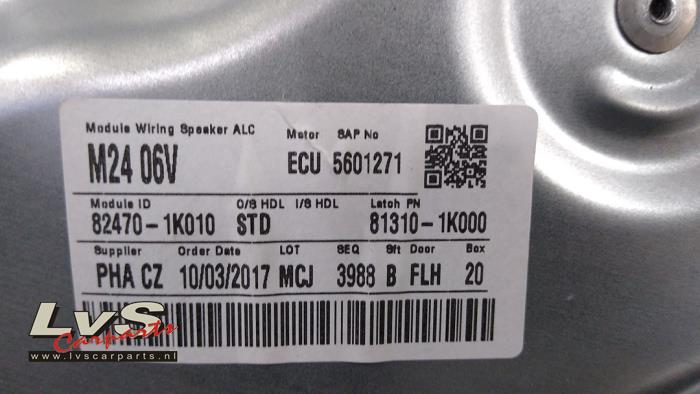 Module Wiring Speaker ALC Motor SAP No
M24 06V ECU 5601271
Module ID O/S HDL I/S HDL Latch PN
82470-1K010 STD 81310-1K000
Supplier Order Date LOT SEQ Sft Door Box
PHA CZ 10/03/2017 MCJ 3988 B FLH 20
LvS
Carparts
www.lvscarparts.nl